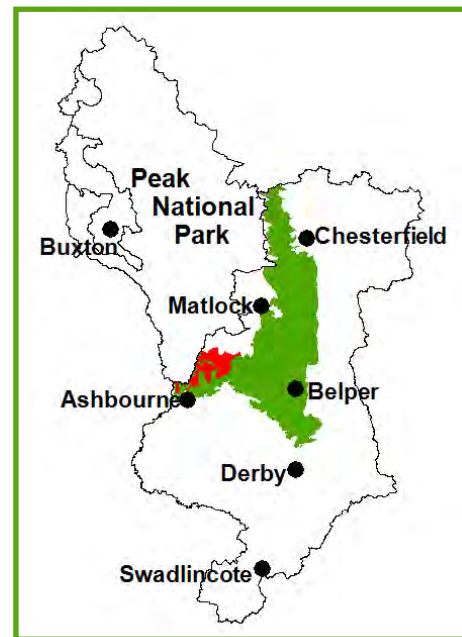 Peak
National
Park
Buxton
Chesterfield
Matlock
Ashbourne
Belper
Derby
Swadlincote